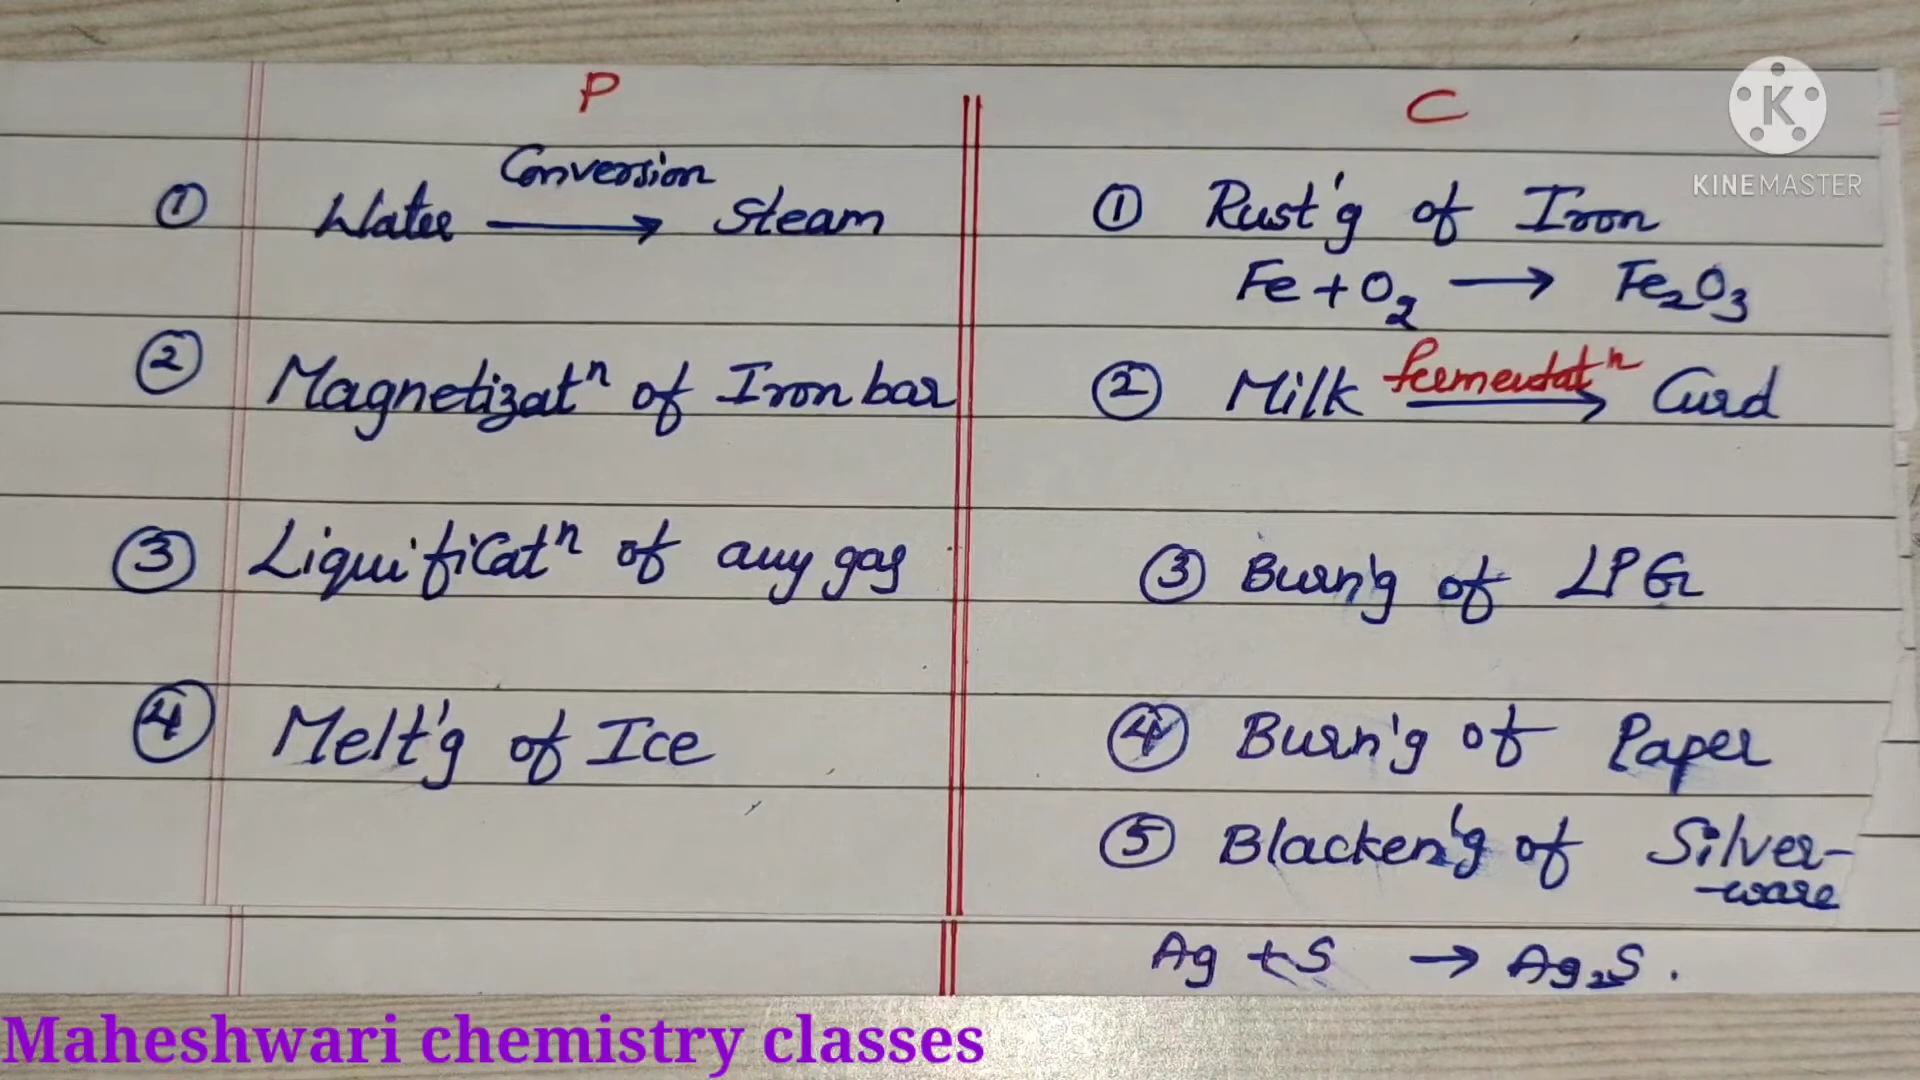 P
① Water Conversion → Steam
② Magnetizatⁿ of Iron bar
③ Liquificatⁿ of any gas
④ Melt'g of Ice
C
① Rust'g of Iron
Fe + O₂ → Fe₂O₃
② Milk fermentatⁿ → Curd
③ Burn'g of LPG
④ Burn'g of Paper
⑤ Blacken'g of Silver-
-ware
Ag + S → Ag₂S.
K
KINEMASTER
Maheshwari chemistry classes